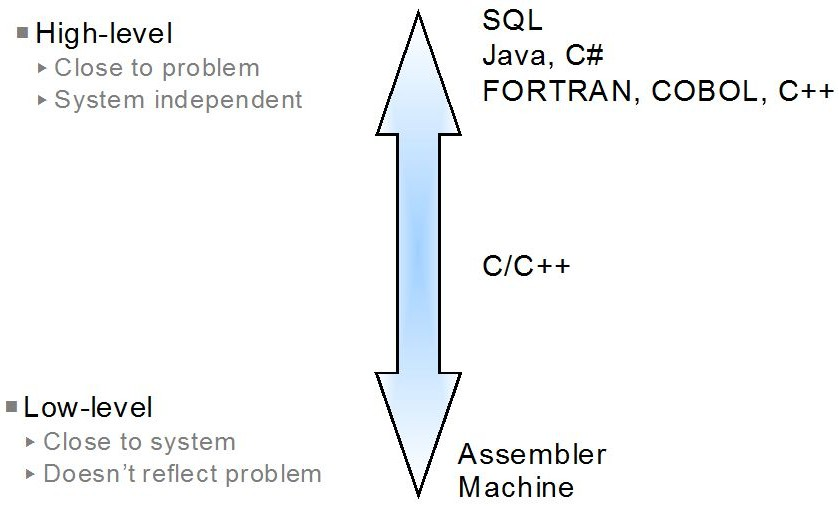 High-level
Close to problem
System independent
SQL
Java, C#
FORTRAN, COBOL, C++
C/C++
Low-level
Close to system
Doesn't reflect problem
Assembler
Machine